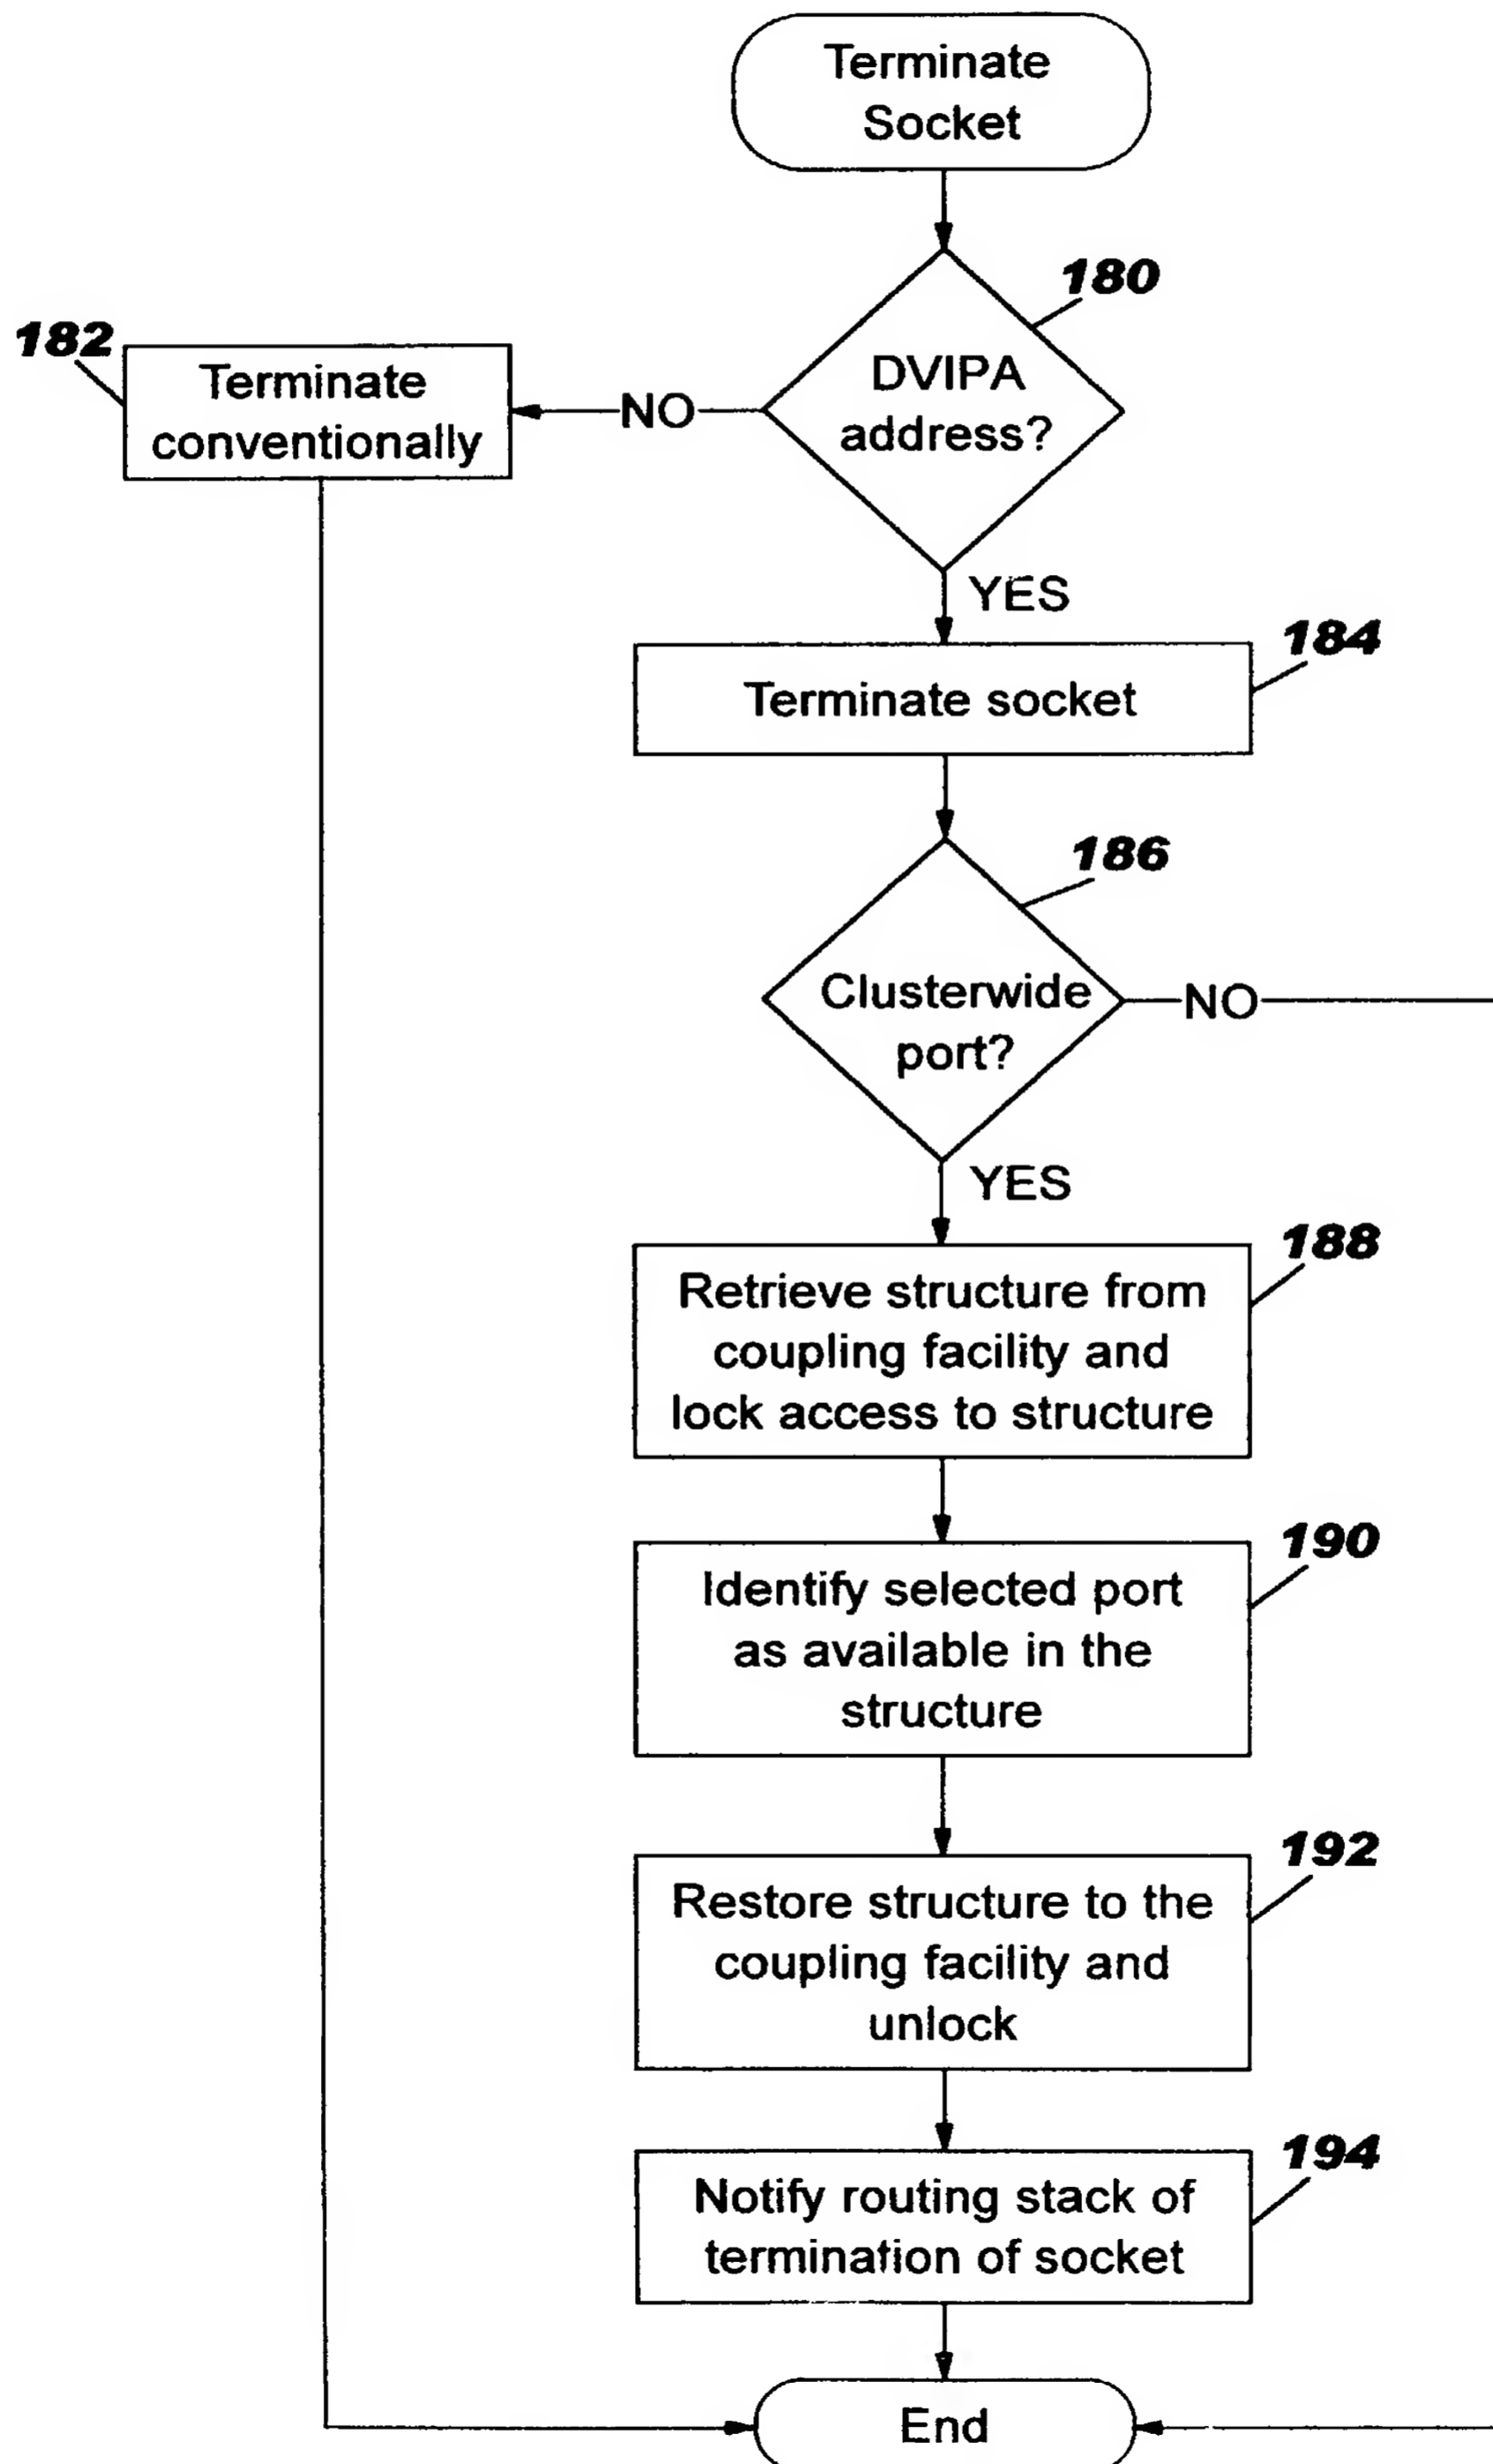 Terminate
Socket
180
DVIPA
address?
NO
182
Terminate
conventionally
YES
184
Terminate socket
186
Clusterwide
port?
NO
YES
188
Retrieve structure from
coupling facility and
lock access to structure
190
Identify selected port
as available in the
structure
192
Restore structure to the
coupling facility and
unlock
194
Notify routing stack of
termination of socket
End